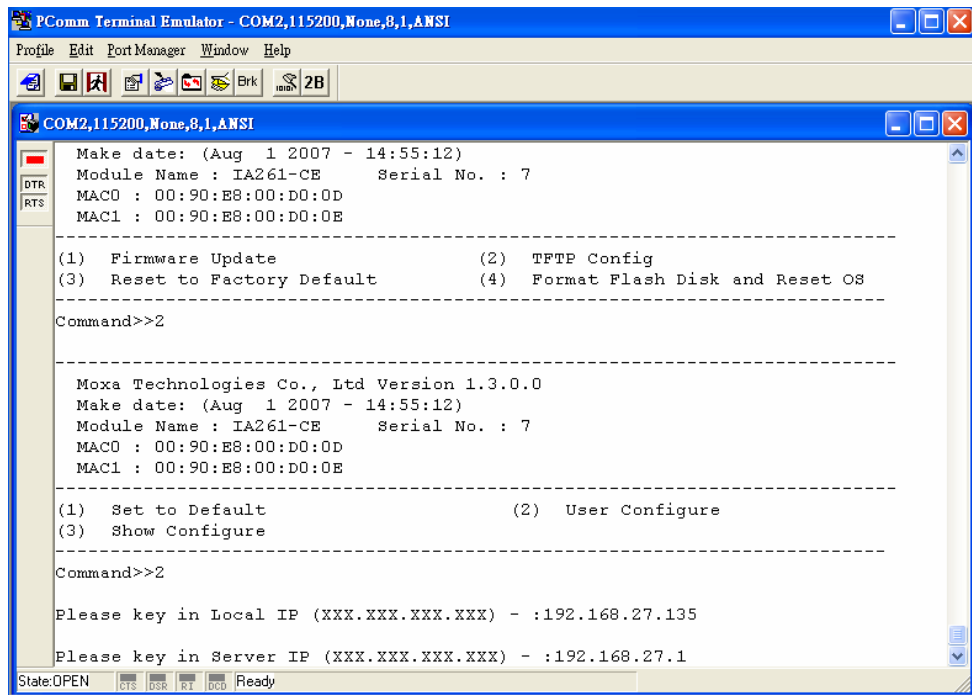 PComm Terminal Emulator - COM2,115200,None,8,1,ANSI
Profile Edit Port Manager Window Help
Brk 2B
COM2,115200,None,8,1,ANSI
DTR
RTS
Make date: (Aug 1 2007 - 14:55:12)
Module Name : IA261-CE Serial No. : 7
MAC0 : 00:90:E8:00:D0:0D
MAC1 : 00:90:E8:00:D0:0E
------------------------------------------------------------------------------
(1) Firmware Update (2) TFTP Config
(3) Reset to Factory Default (4) Format Flash Disk and Reset OS
-----------------------------------------------------------------------------
Command>>2
------------------------------------------------------------------------------
Moxa Technologies Co., Ltd Version 1.3.0.0
Make date: (Aug 1 2007 - 14:55:12)
Module Name : IA261-CE Serial No. : 7
MAC0 : 00:90:E8:00:D0:0D
MAC1 : 00:90:E8:00:D0:0E
------------------------------------------------------------------------------
(1) Set to Default (2) User Configure
(3) Show Configure
-----------------------------------------------------------------------------
Command>>2
Please key in Local IP (XXX.XXX.XXX.XXX) - :192.168.27.135
Please key in Server IP (XXX.XXX.XXX.XXX) - :192.168.27.1
State:OPEN CTS DSR RI DCD Ready